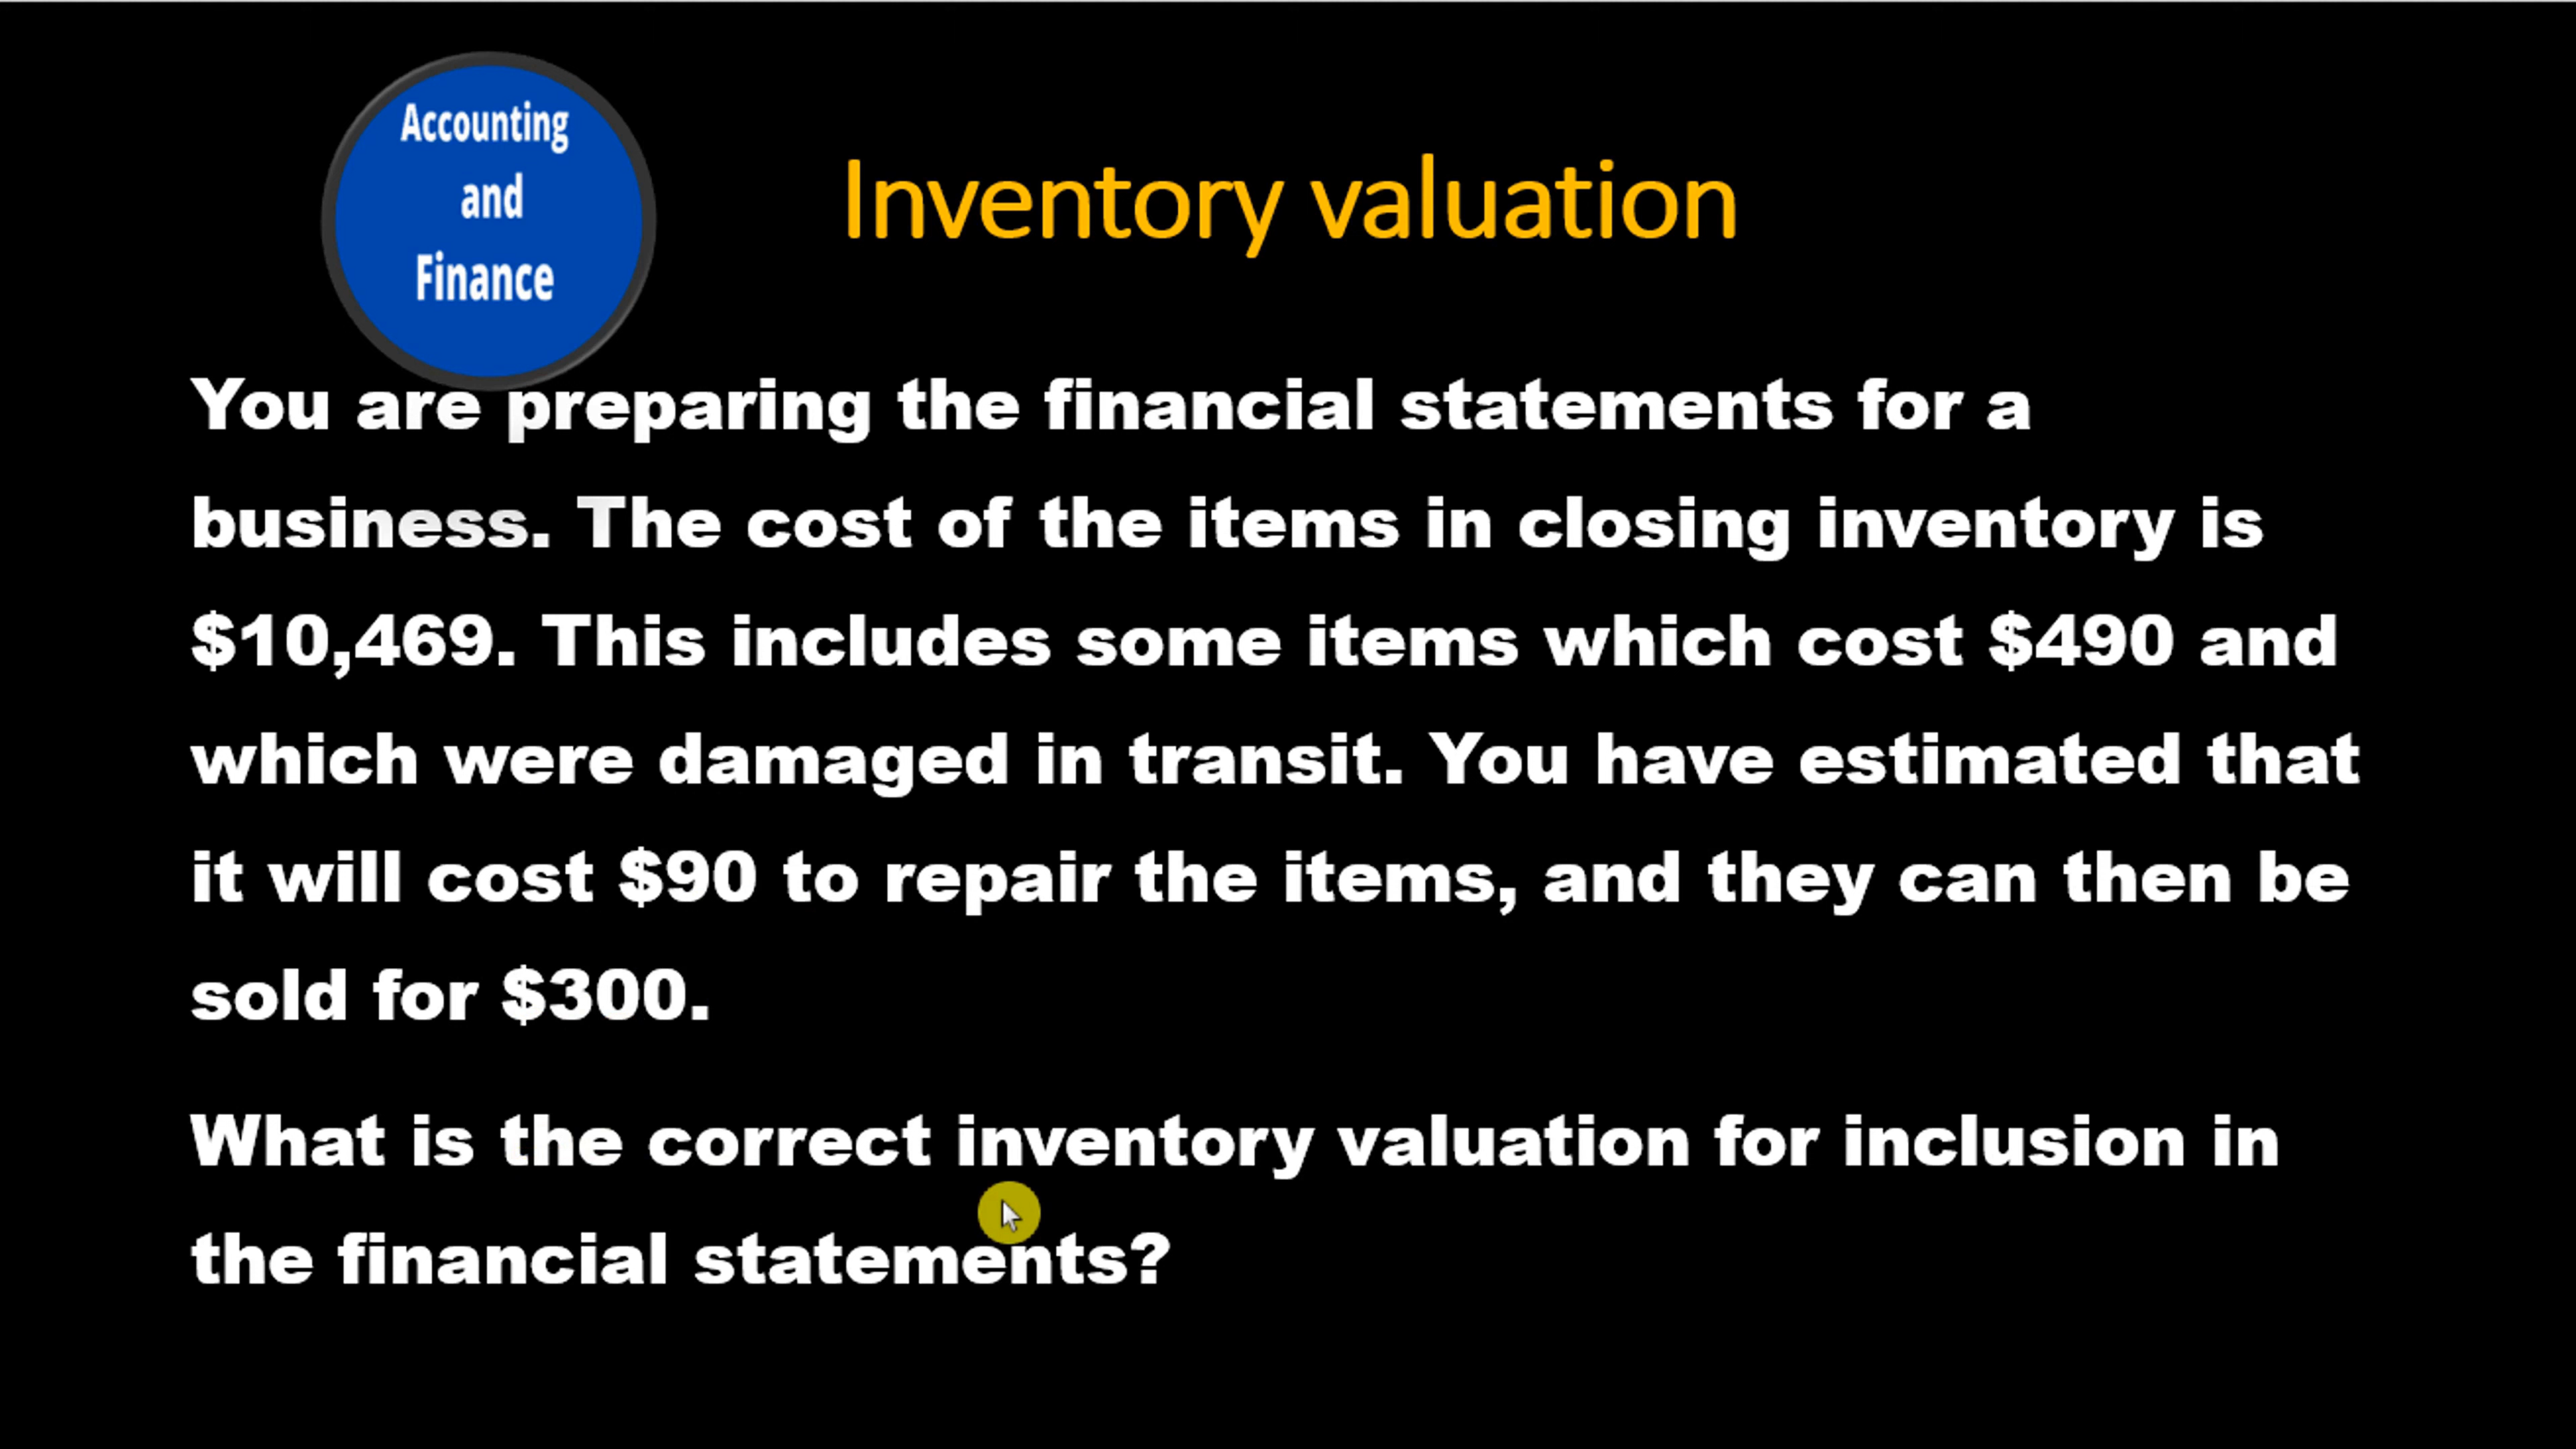 Accounting
and
Finance
Inventory valuation
You are preparing the financial statements for a
business. The cost of the items in closing inventory is
$10,469. This includes some items which cost $490 and
which were damaged in transit. You have estimated that
it will cost $90 to repair the items, and they can then be
sold for $300.
What is the correct inventory valuation for inclusion in
the financial statements?